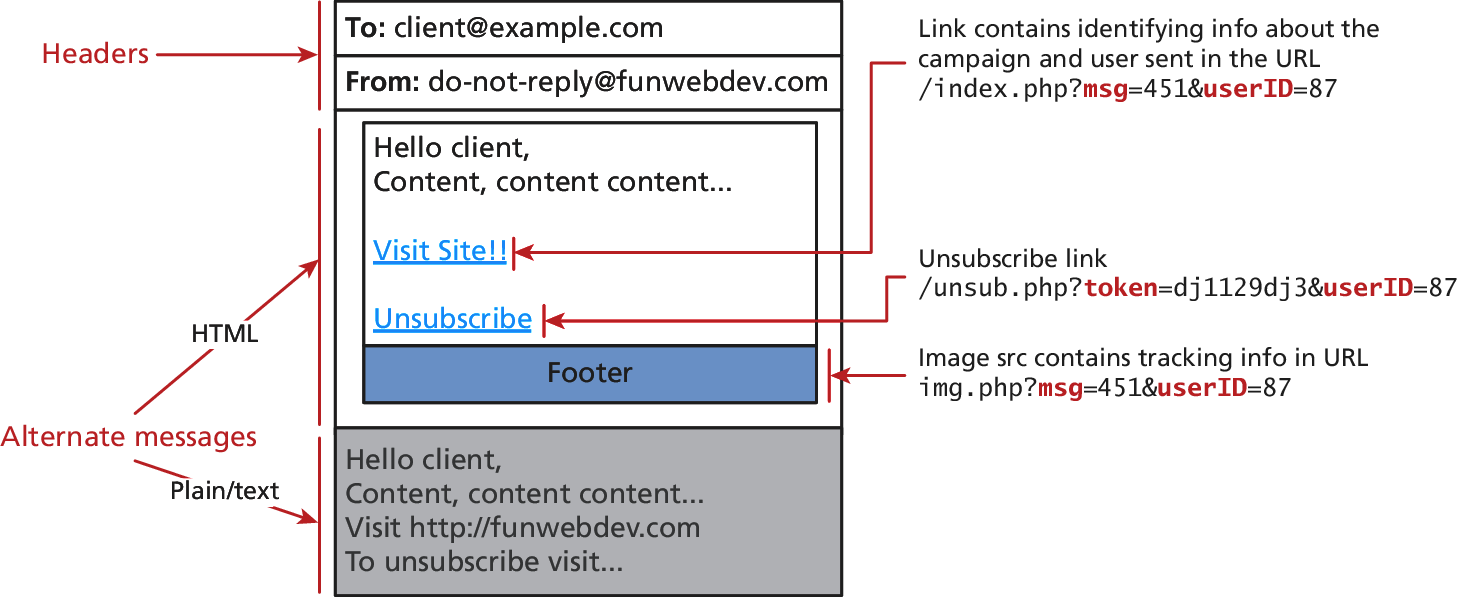 Headers
To: client@example.com
From: do-not-reply@funwebdev.com
Hello client,
Content, content content...
Visit Site!!
Unsubscribe
Footer
Link contains identifying info about the
campaign and user sent in the URL
/index.php?msg=451&userID=87
Unsubscribe link
/unsub.php?token=dj1129dj3&userID=87
Image src contains tracking info in URL
img.php?msg=451&userID=87
HTML
Alternate messages
Plain/text
Hello client,
Content, content content...
Visit http://funwebdev.com
To unsubscribe visit...